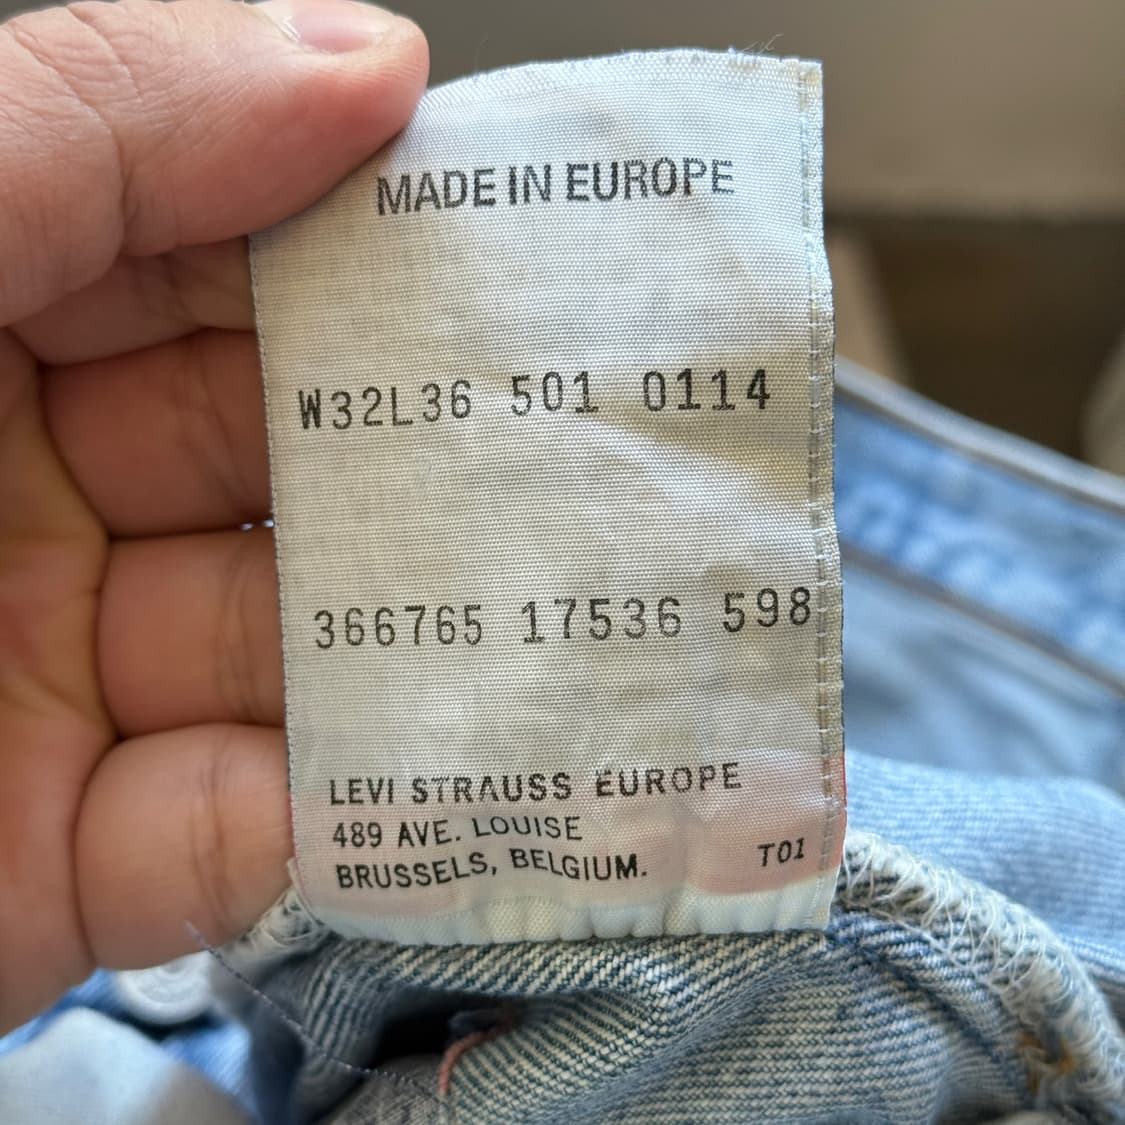 MADE IN EUROPE
W32L36 501 0114
366765 17536 598
LEVI STRAUSS EUROPE
489 AVE. LOUISE
BRUSSELS, BELGIUM.
T01